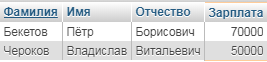 Фамилия Имя Отчество Зарплата
Бекетов Пётр Борисович 70000
Чероков Владислав Витальевич 50000